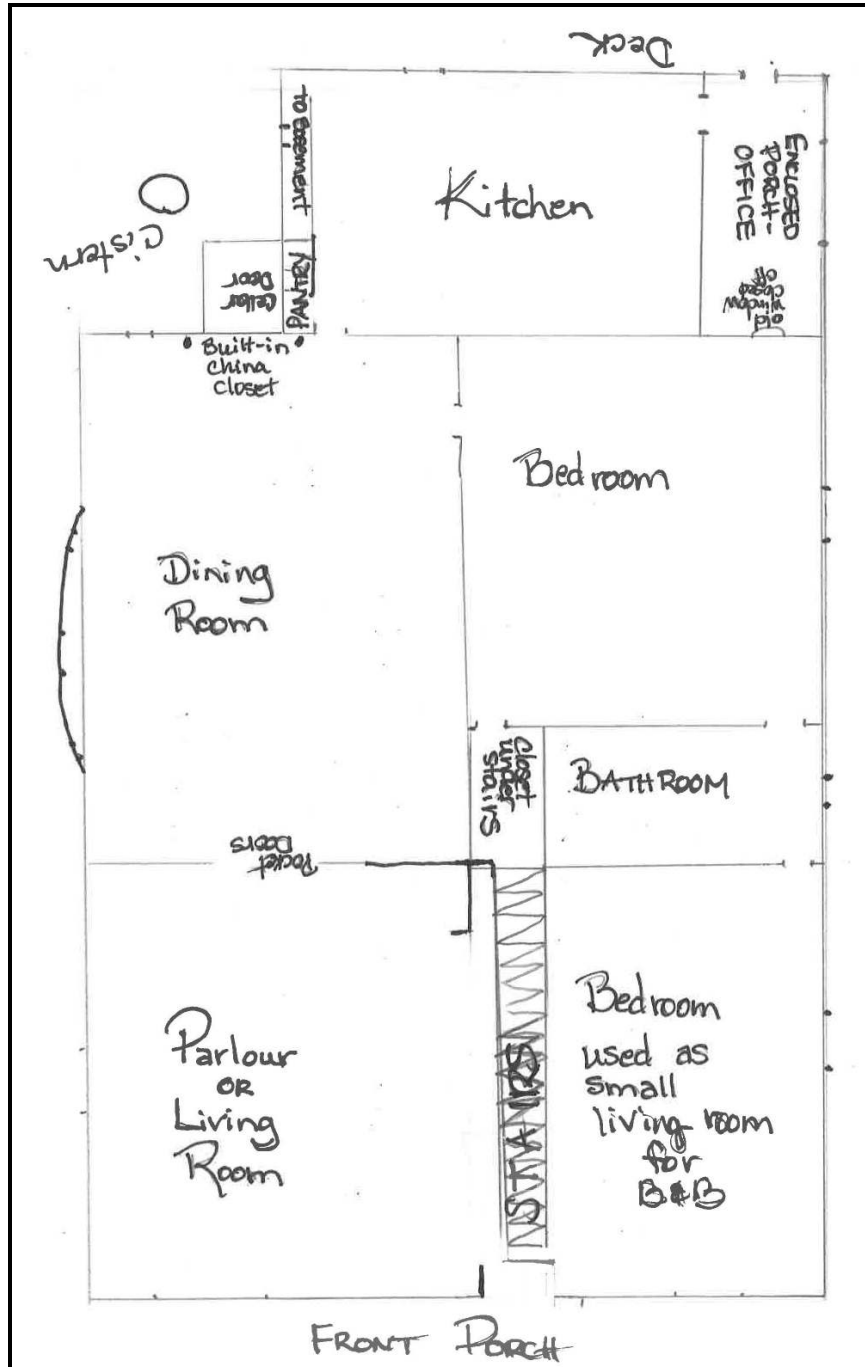 Deck
to basement
Kitchen
ENCLOSED
PORCH-
OFFICE
Cistern
Cellar
Door
PANTRY
old
window
closed
off
Built-in
china
closet
Bedroom
Dining
Room
closet
under
stairs
BATHROOM
Pocket
Doors
Parlour
OR
Living
Room
STAIRS
Bedroom
used as
small
living room
for
B&B
FRONT PORCH